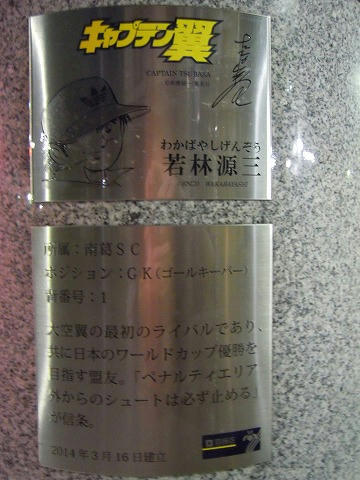 キャプテン翼
CAPTAIN TSUBASA
わかばやしげんぞう
若林源三
GENZO WAKABAYASHI
所属：南葛ＳＣ
ポジション：ＧＫ（ゴールキーパー）
背番号：１
大空翼の最初のライバルであり、
共に日本のワールドカップ優勝を
目指す盟友。「ペナルティエリア
外からのシュートは必ず止める」
が信条。
2014年3月16日建立
葛飾区